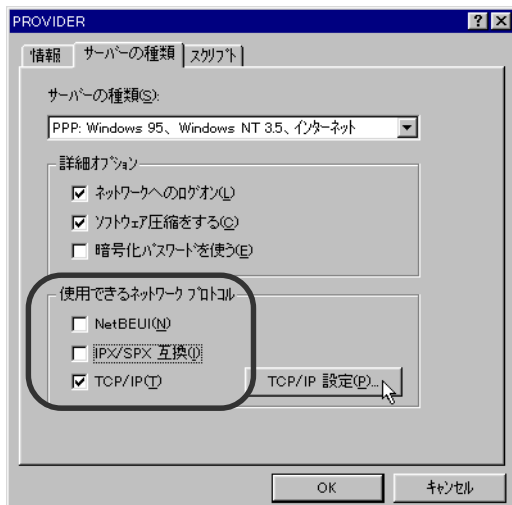 PROVIDER
情報 サーバーの種類 スクリプト
サーバーの種類(S):
PPP: Windows 95、Windows NT 3.5、インターネット
詳細オプション
ネットワークへのログオン(L)
ソフトウェア圧縮をする(C)
暗号化パスワードを使う(E)
使用できるネットワーク プロトコル
NetBEUI(N)
IPX/SPX 互換(I)
TCP/IP(T) TCP/IP 設定(P)...
OK キャンセル